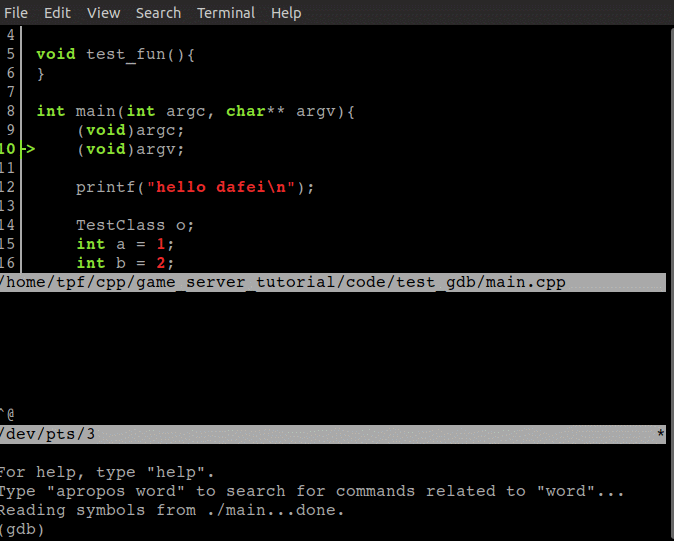 File Edit View Search Terminal Help
4
5 void test_fun(){
6 }
7
8 int main(int argc, char** argv){
9 (void)argc;
10-> (void)argv;
11
12 printf("hello dafei\n");
13
14 TestClass o;
15 int a = 1;
16 int b = 2;
/home/tpf/cpp/game_server_tutorial/code/test_gdb/main.cpp
^@
/dev/pts/3 *
For help, type "help".
Type "apropos word" to search for commands related to "word"...
Reading symbols from ./main...done.
(gdb)